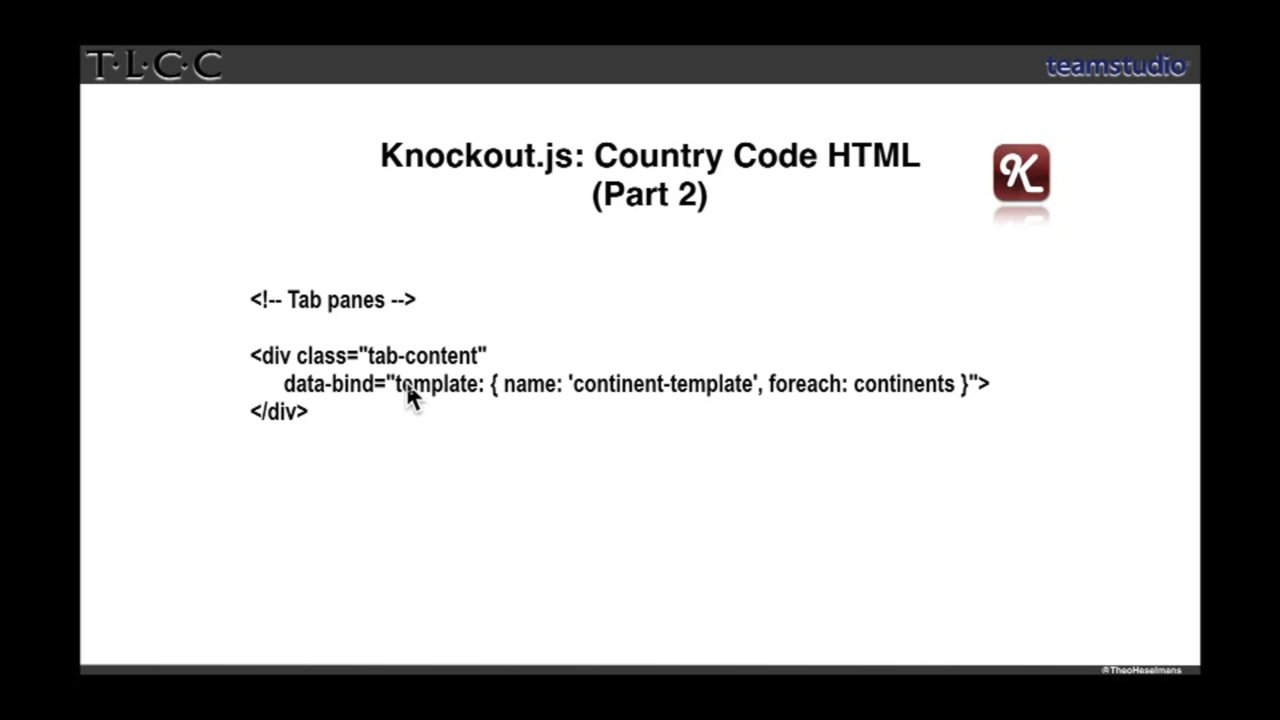 T·L·C·C
teamstudio
Knockout.js: Country Code HTML
(Part 2)
<!-- Tab panes -->
<div class="tab-content"
data-bind="template: { name: 'continent-template', foreach: continents }">
</div>
@TheoHeselmans